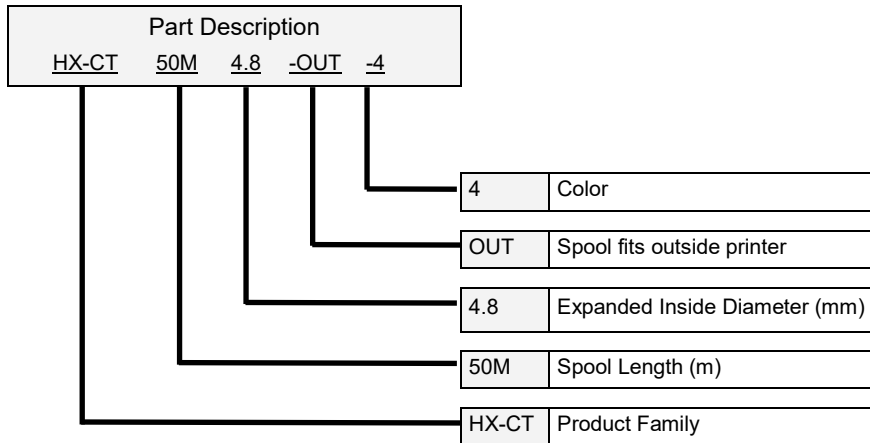 Part Description
HX-CT 50M 4.8 -OUT -4
4 Color
OUT Spool fits outside printer
4.8 Expanded Inside Diameter (mm)
50M Spool Length (m)
HX-CT Product Family